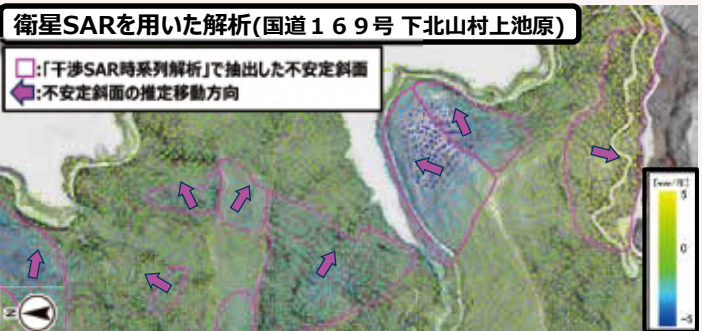 衛星SARを用いた解析(国道１６９号 下北山村上池原)
:「干渉SAR時系列解析」で抽出した不安定斜面
:不安定斜面の推定移動方向
[mm/年]
5
0
-5
N